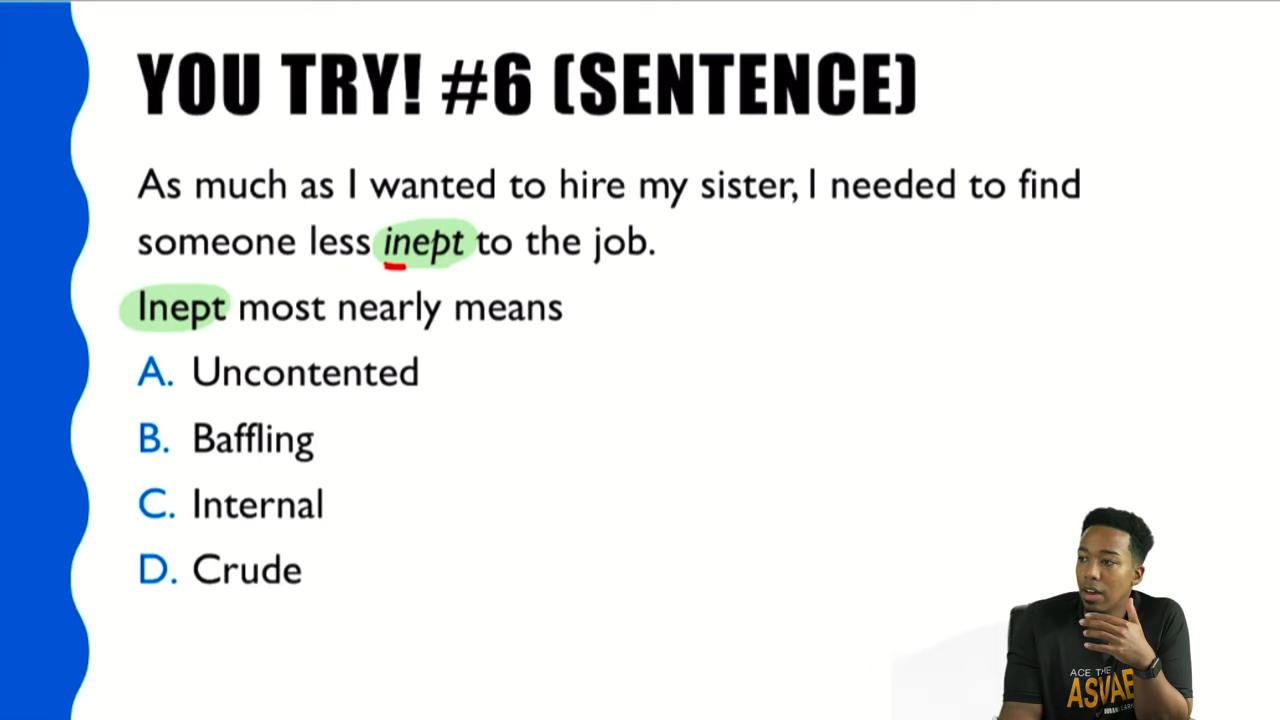 YOU TRY! #6 (SENTENCE)
As much as I wanted to hire my sister, I needed to find
someone less inept to the job.
Inept most nearly means
A. Uncontented
B. Baffling
C. Internal
D. Crude
ACE THE
ASVAB